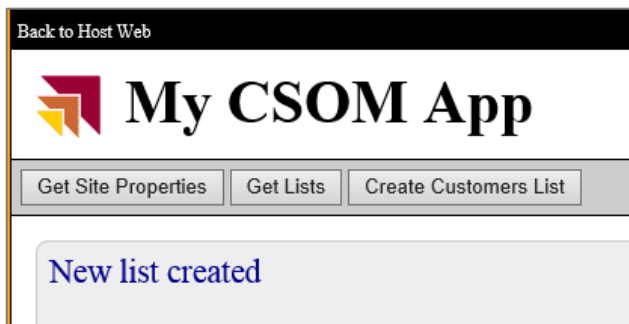 Back to Host Web
My CSOM App
Get Site Properties Get Lists Create Customers List
New list created